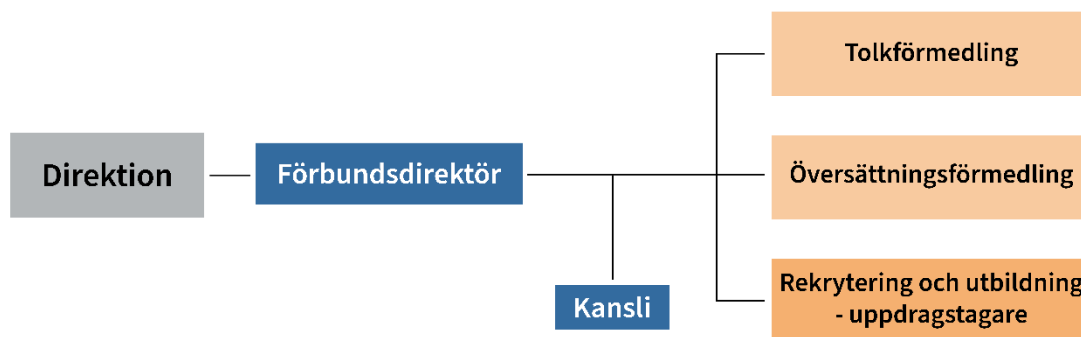 Direktion
Förbundsdirektör
Kansli
Tolkförmedling
Översättningsförmedling
Rekrytering och utbildning
- uppdragstagare